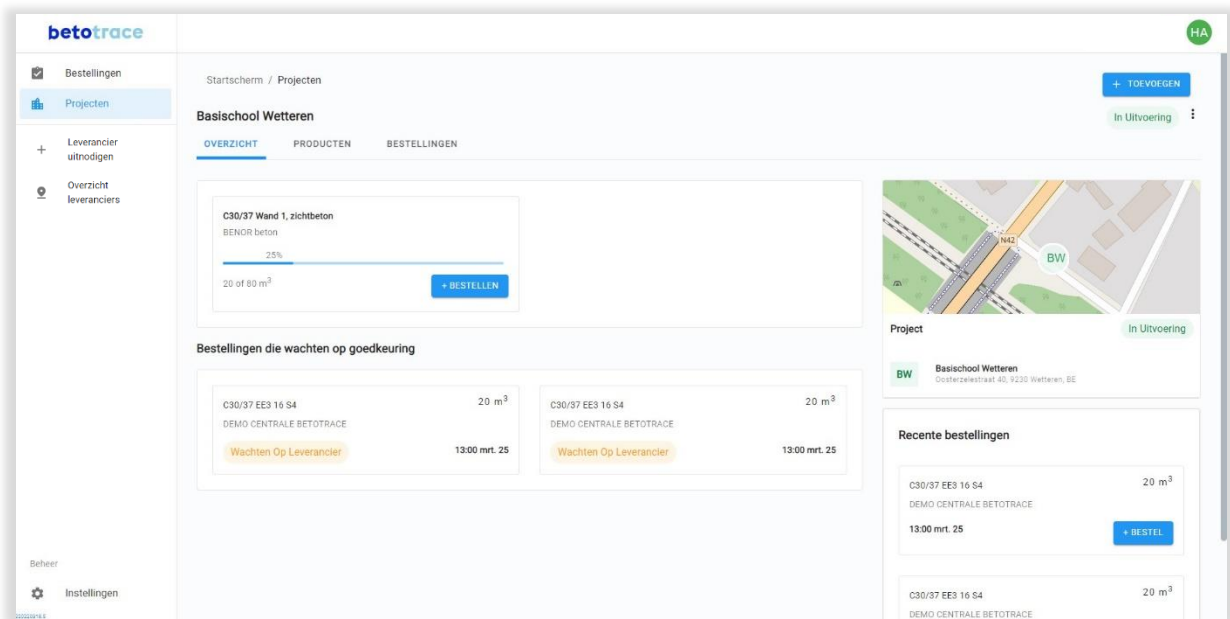 betotrace
HA
Bestellingen
Projecten
Leverancier
uitnodigen
Overzicht
leveranciers
Beheer
Instellingen
Startscherm / Projecten
+ TOEVOEGEN
Basischool Wetteren
In Uitvoering
OVERZICHT PRODUCTEN BESTELLINGEN
C30/37 Wand 1, zichtbeton
BENOR beton
25%
20 of 80 m³
+ BESTELLEN
Bestellingen die wachten op goedkeuring
C30/37 EE3 16 S4 20 m³
DEMO CENTRALE BETOTRACE
Wachten Op Leverancier 13:00 mrt. 25
C30/37 EE3 16 S4 20 m³
DEMO CENTRALE BETOTRACE
Wachten Op Leverancier 13:00 mrt. 25
N42
BW
Project In Uitvoering
BW
Basischool Wetteren
Oosterzelestraat 40, 9230 Wetteren, BE
Recente bestellingen
C30/37 EE3 16 S4 20 m³
DEMO CENTRALE BETOTRACE
13:00 mrt. 25 + BESTEL
C30/37 EE3 16 S4 20 m³
DEMO CENTRALE BETOTRACE